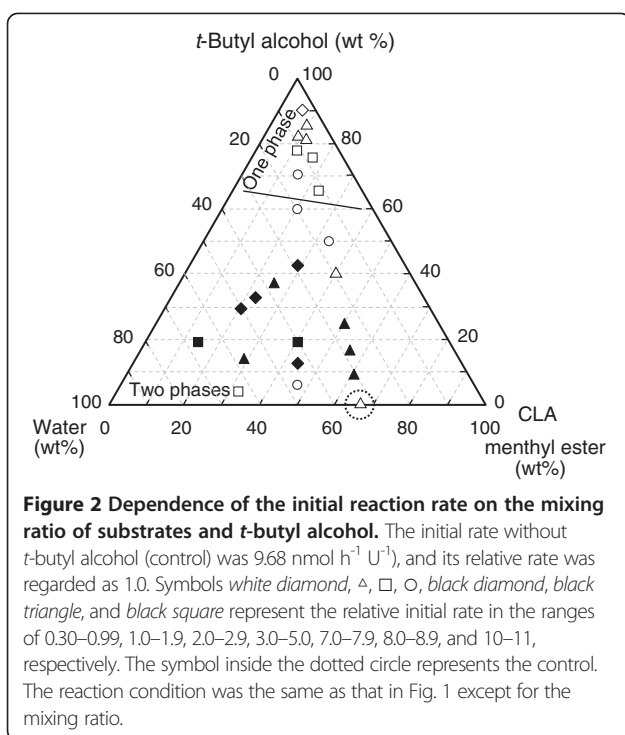 t-Butyl alcohol (wt %)
0 100
20 80
One phase
40 60
60 40
80 20
Two phases
Water 100 0 20 40 60 80 100 0 CLA
(wt%) menthyl ester
(wt%)
Figure 2 Dependence of the initial reaction rate on the mixing
ratio of substrates and t-butyl alcohol. The initial rate without
t-butyl alcohol (control) was 9.68 nmol h⁻¹ U⁻¹), and its relative rate was
regarded as 1.0. Symbols white diamond, △, □, ○, black diamond, black
triangle, and black square represent the relative initial rate in the ranges
of 0.30–0.99, 1.0–1.9, 2.0–2.9, 3.0–5.0, 7.0–7.9, 8.0–8.9, and 10–11,
respectively. The symbol inside the dotted circle represents the control.
The reaction condition was the same as that in Fig. 1 except for the
mixing ratio.